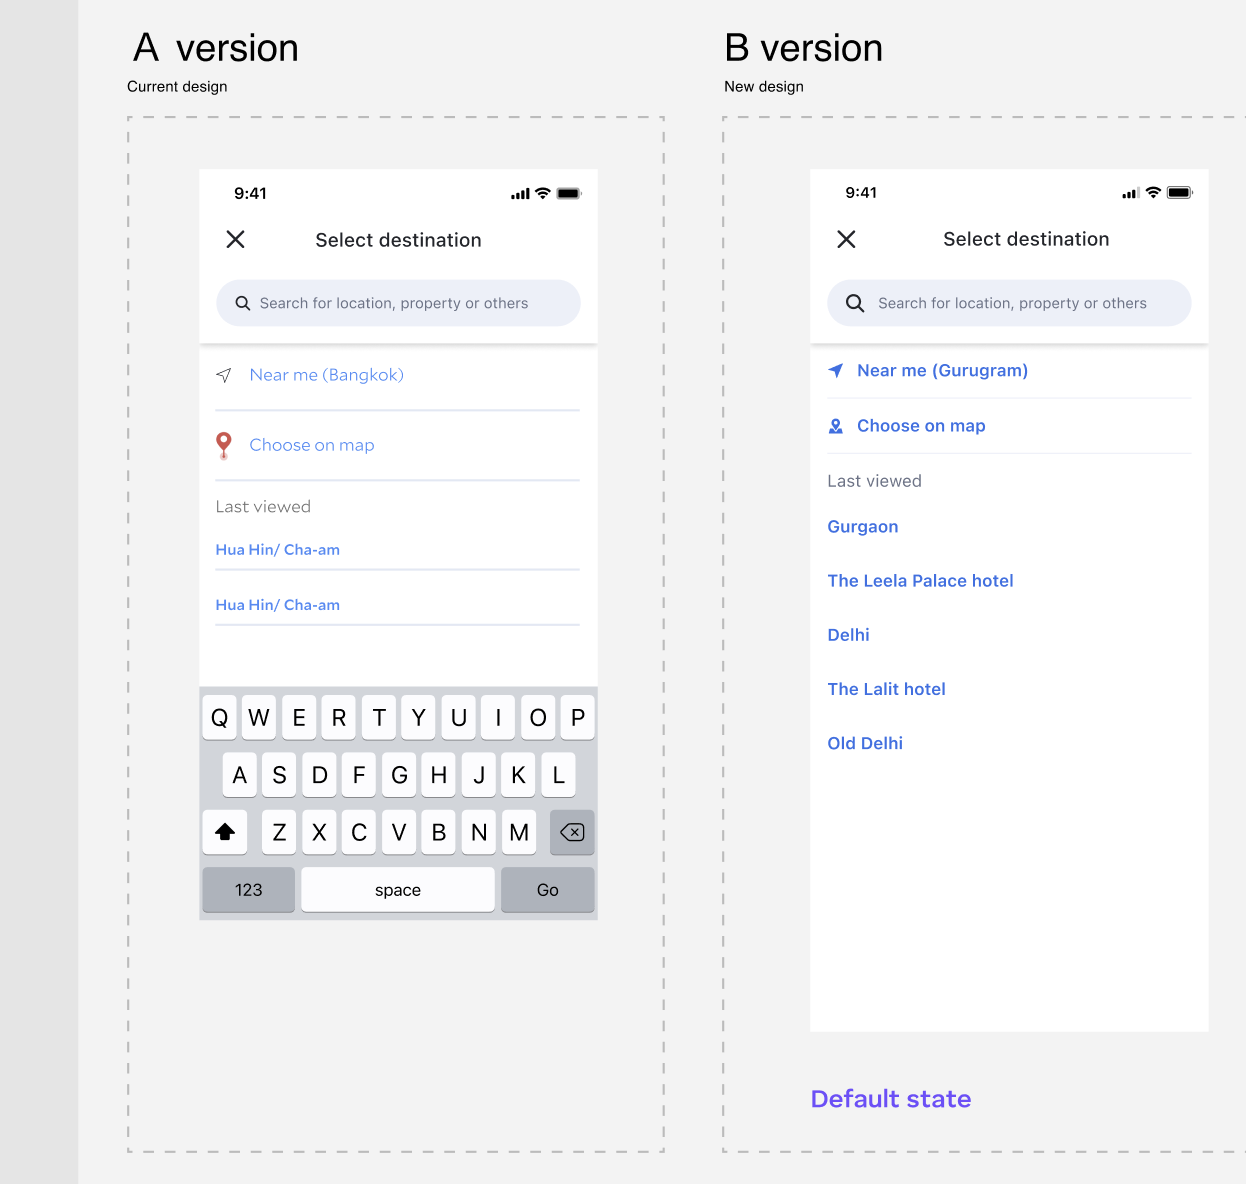 A version
Current design
9:41
Select destination
Search for location, property or others
Near me (Bangkok)
Choose on map
Last viewed
Hua Hin/ Cha-am
Hua Hin/ Cha-am
Q W E R T Y U I O P
A S D F G H J K L
Z X C V B N M
123 space Go
B version
New design
9:41
Select destination
Search for location, property or others
Near me (Gurugram)
Choose on map
Last viewed
Gurgaon
The Leela Palace hotel
Delhi
The Lalit hotel
Old Delhi
Default state